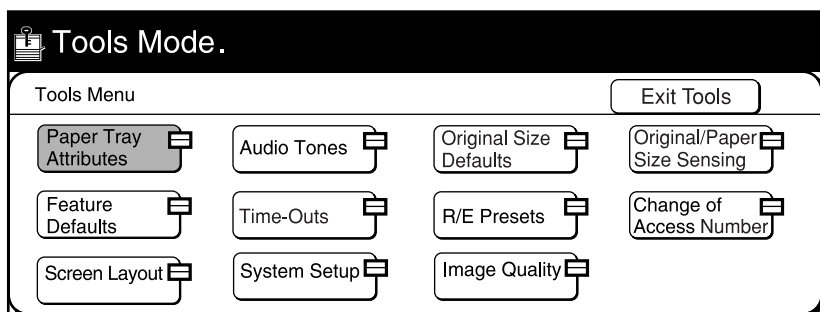 Tools Mode.
Tools Menu
Exit Tools
Paper Tray
Attributes
Audio Tones
Original Size
Defaults
Original/Paper
Size Sensing
Feature
Defaults
Time-Outs
R/E Presets
Change of
Access Number
Screen Layout
System Setup
Image Quality